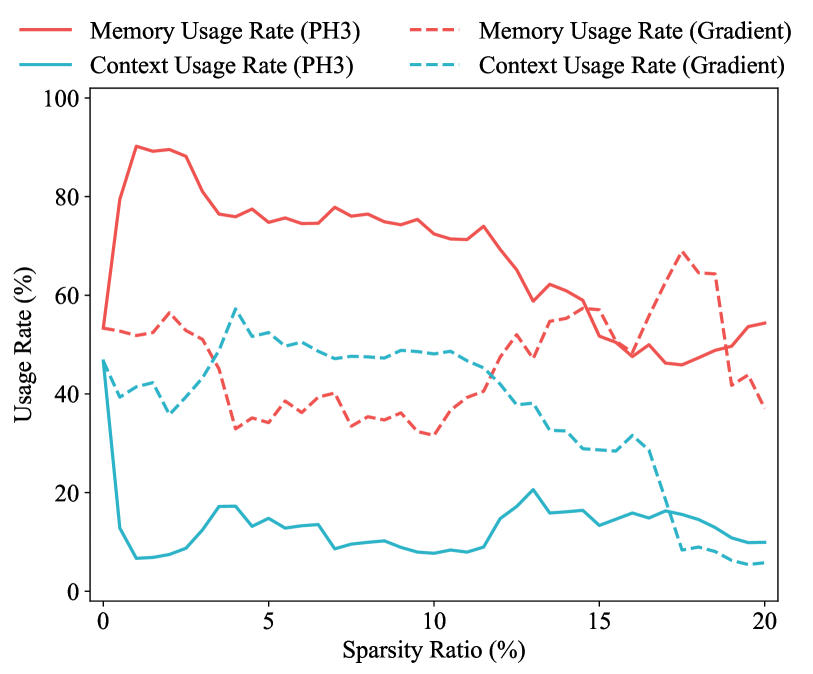 Memory Usage Rate (PH3) Memory Usage Rate (Gradient)
Context Usage Rate (PH3) Context Usage Rate (Gradient)
100
80
60
40
20
0
Usage Rate (%)
0 5 10 15 20
Sparsity Ratio (%)